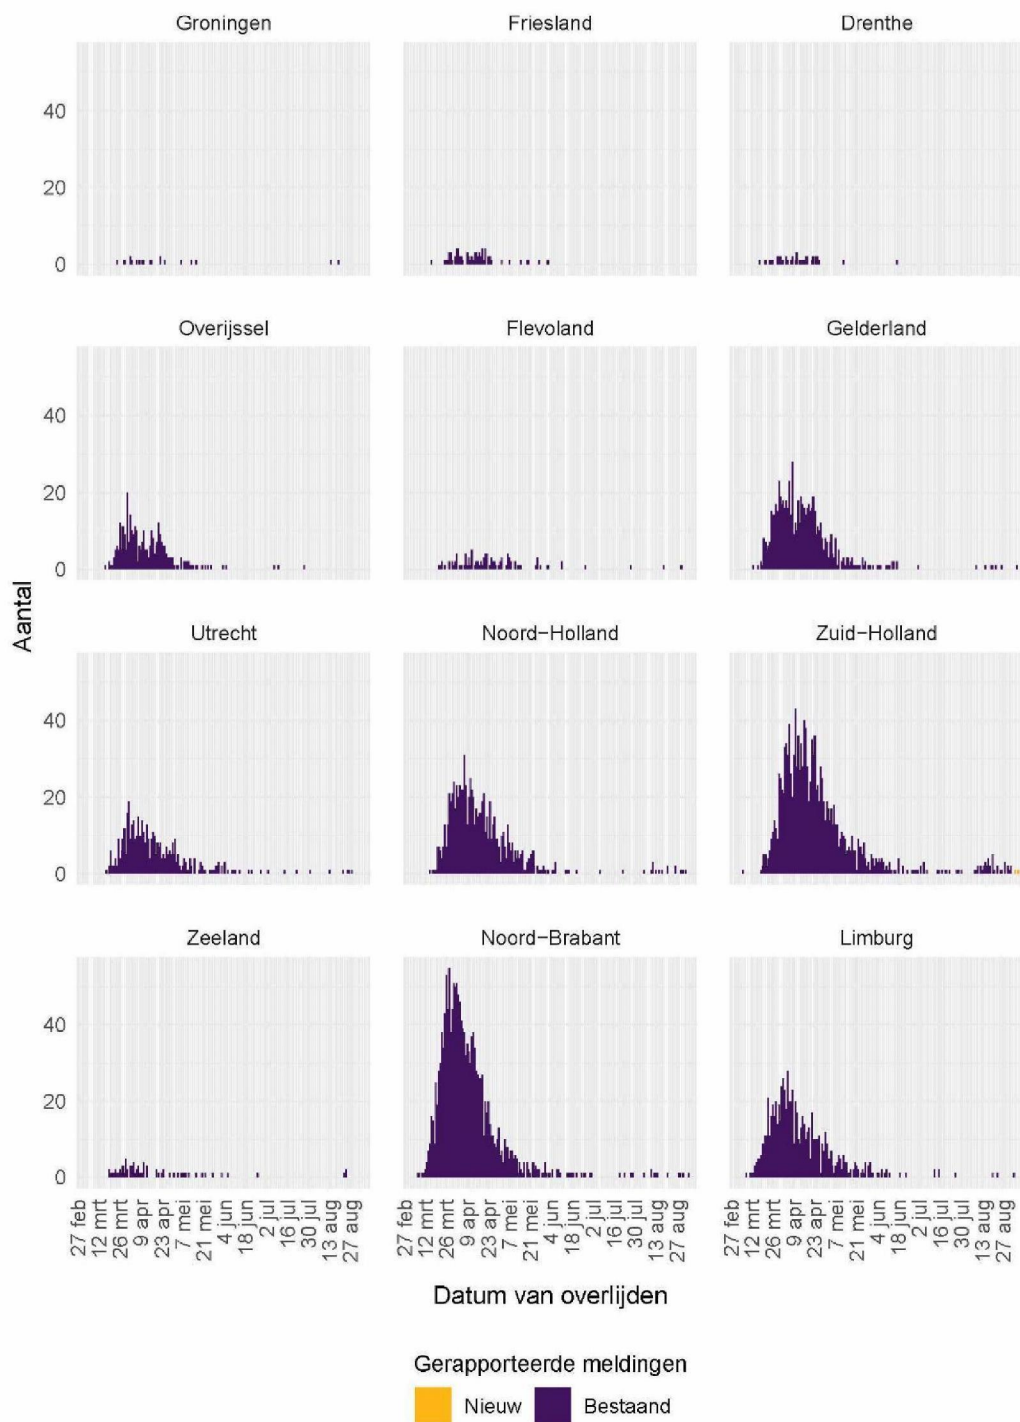 Groningen Friesland Drenthe
40
20
0
Overijssel Flevoland Gelderland
40
20
0
Aantal
Utrecht Noord-Holland Zuid-Holland
40
20
0
Zeeland Noord-Brabant Limburg
40
20
0
27 feb 12 mrt 26 mrt 9 apr 23 apr 7 mei 21 mei 4 jun 18 jun 2 jul 16 jul 30 jul 13 aug 27 aug
27 feb 12 mrt 26 mrt 9 apr 23 apr 7 mei 21 mei 4 jun 18 jun 2 jul 16 jul 30 jul 13 aug 27 aug
27 feb 12 mrt 26 mrt 9 apr 23 apr 7 mei 21 mei 4 jun 18 jun 2 jul 16 jul 30 jul 13 aug 27 aug
Datum van overlijden
Gerapporteerde meldingen
Nieuw Bestaand